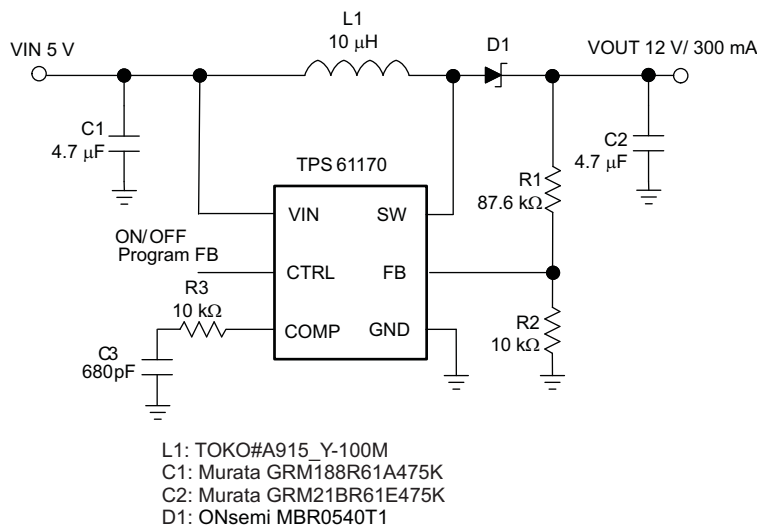 L1
10 μH
VIN 5 V
D1
VOUT 12 V/ 300 mA
C1
4.7 μF
C2
4.7 μF
TPS 61170
R1
87.6 kΩ
VIN
SW
ON/OFF
Program FB
CTRL
FB
R3
10 kΩ
COMP
GND
R2
10 kΩ
C3
680pF
L1: TOKO#A915_Y-100M
C1: Murata GRM188R61A475K
C2: Murata GRM21BR61E475K
D1: ONsemi MBR0540T1